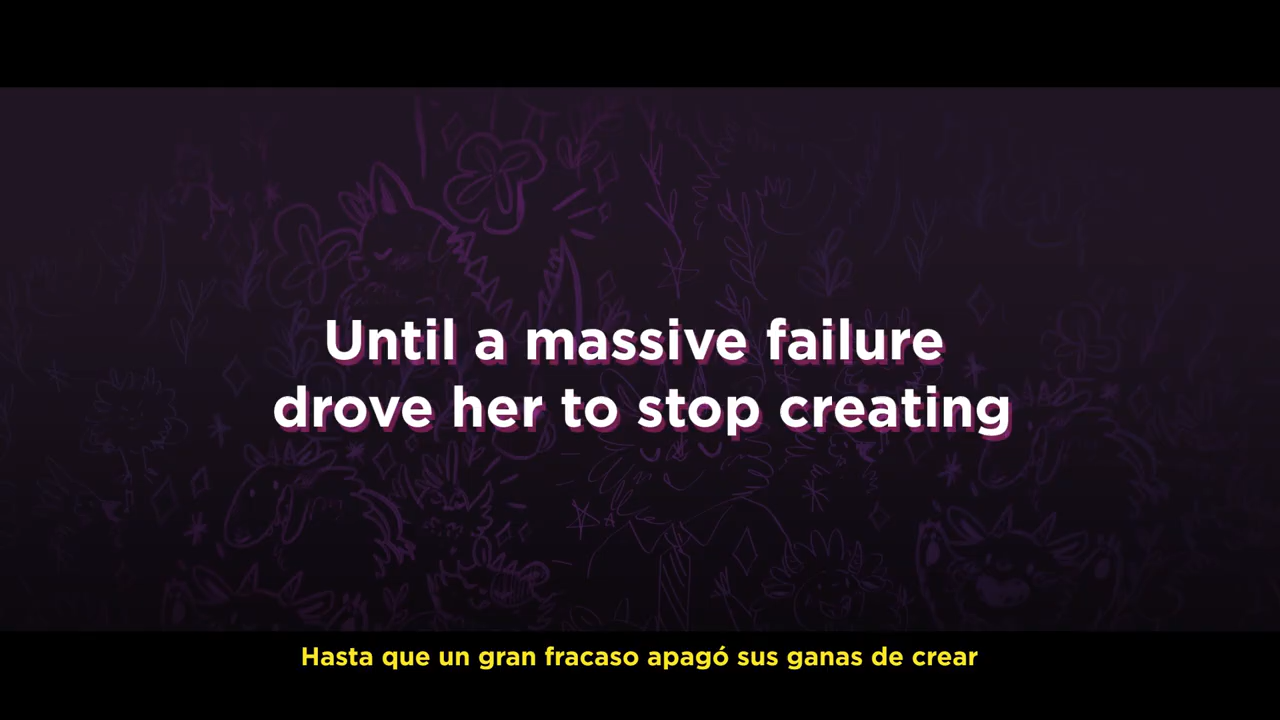 Until a massive failure
drove her to stop creating
Hasta que un gran fracaso apagó sus ganas de crear